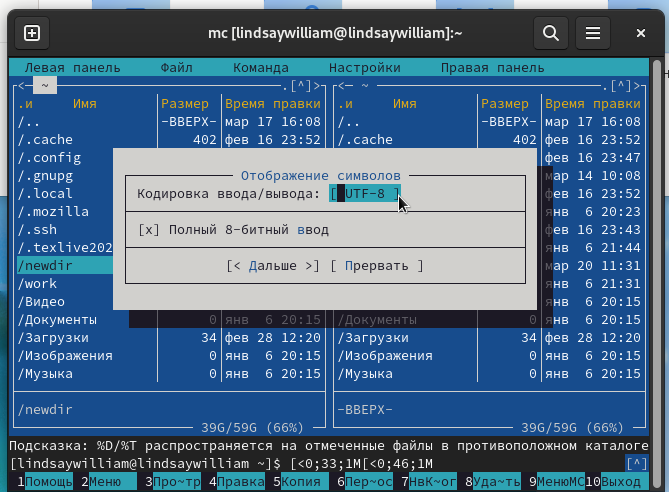 mc [lindsaywilliam@lindsaywilliam]:~
Левая панель Файл Команда Настройки Правая панель
<─ ~ ──.[^]> <─ ~ ──.[^]>
.и Имя Размер Время правки .и Имя Размер Время правки
/.. -ВВЕРХ- мар 17 16:08 /.. -ВВЕРХ- мар 17 16:08
/.cache 402 фев 16 23:52 /.cache 402 фев 16 23:52
/.config фев 16 23:47
/.gnupg Отображение символов мар 14 10:08
/.local Кодировка ввода/вывода: [ UTF-8 ] фев 16 23:52
/.mozilla янв 6 20:23
/.ssh [x] Полный 8-битный ввод фев 16 23:52
/.texlive202 янв 6 21:44
/newdir [< Дальше >] [ Прервать ] мар 20 11:31
/work янв 6 21:31
/Видео янв 6 20:15
/Документы 0 янв 6 20:15 /Документы 0 янв 6 20:15
/Загрузки 34 фев 28 12:20 /Загрузки 34 фев 28 12:20
/Изображения 0 янв 6 20:15 /Изображения 0 янв 6 20:15
/Музыка 0 янв 6 20:15 /Музыка 0 янв 6 20:15
/newdir -ВВЕРХ-
39G/59G (66%) 39G/59G (66%)
Подсказка: %D/%T распространяется на отмеченные файлы в противоположном каталоге
[lindsaywilliam@lindsaywilliam ~]$ [<0;33;1M[<0;46;1M [^]
1Помощь 2Меню 3Про~тр 4Правка 5Копия 6Пер~ос 7НвК~ог 8Уда~ть 9МенюMC 10Выход